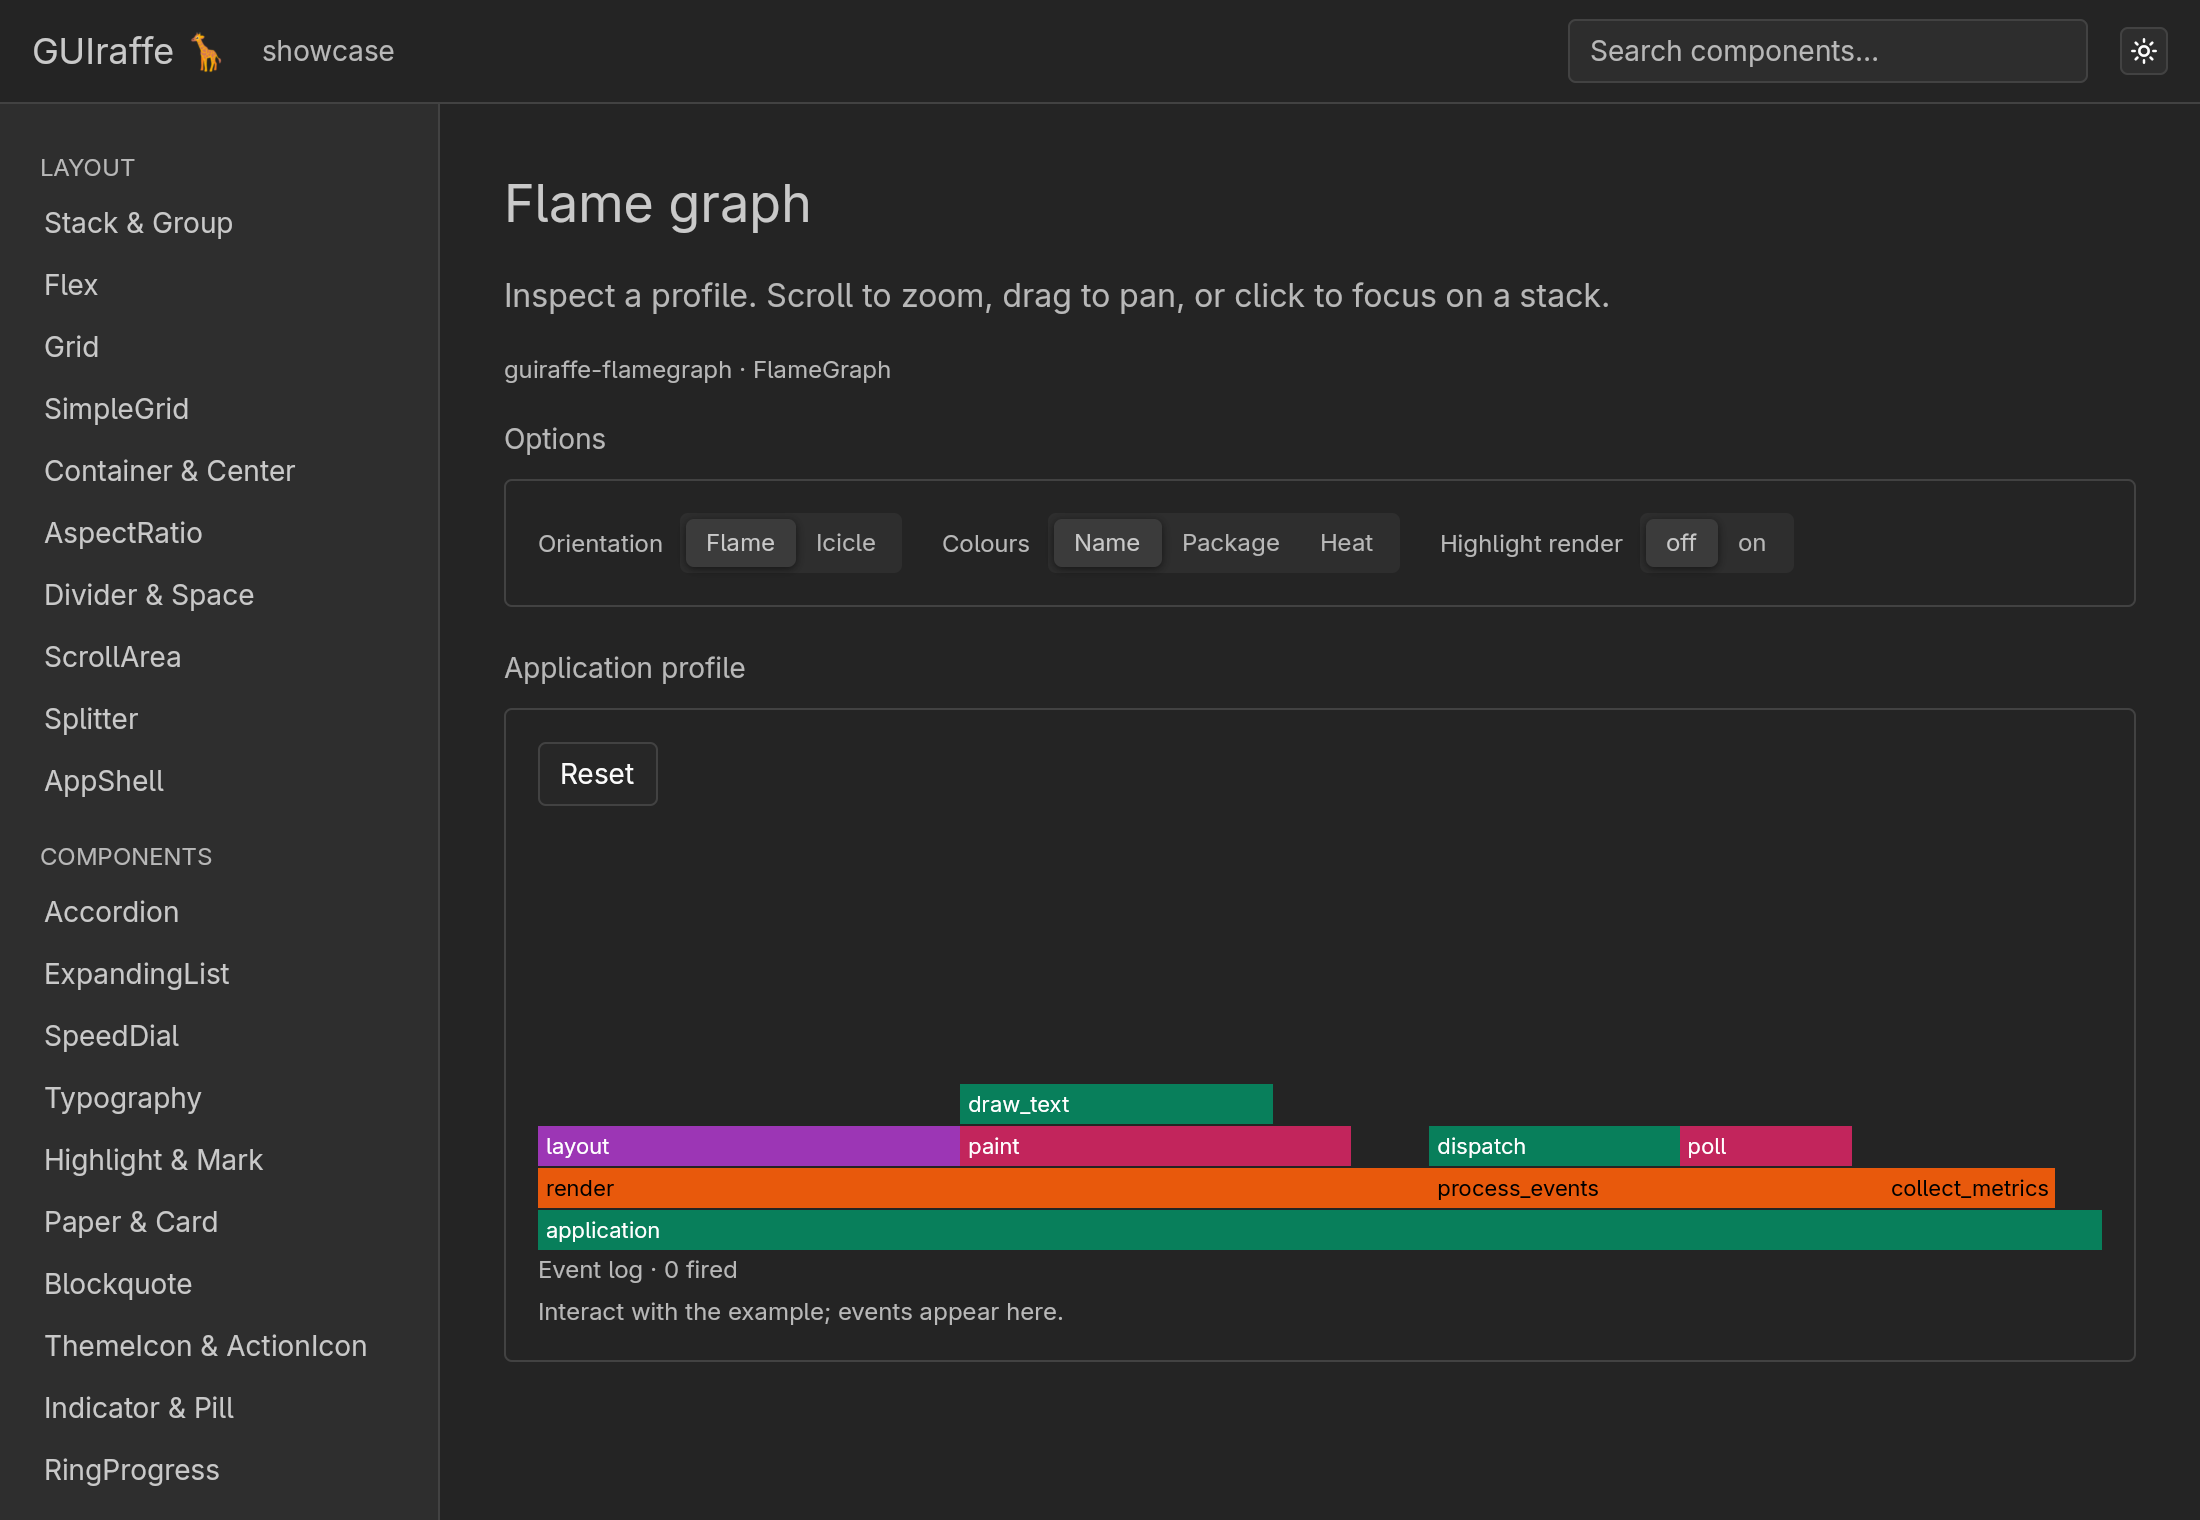 GUIraffe 🦒 showcase
Search components...
LAYOUT
Stack & Group
Flex
Grid
SimpleGrid
Container & Center
AspectRatio
Divider & Space
ScrollArea
Splitter
AppShell
COMPONENTS
Accordion
ExpandingList
SpeedDial
Typography
Highlight & Mark
Paper & Card
Blockquote
ThemeIcon & ActionIcon
Indicator & Pill
RingProgress
Flame graph
Inspect a profile. Scroll to zoom, drag to pan, or click to focus on a stack.
guiraffe-flamegraph · FlameGraph
Options
Orientation Flame Icicle Colours Name Package Heat Highlight render off on
Application profile
Reset
draw_text
layout paint dispatch poll
render process_events collect_metrics
application
Event log · 0 fired
Interact with the example; events appear here.